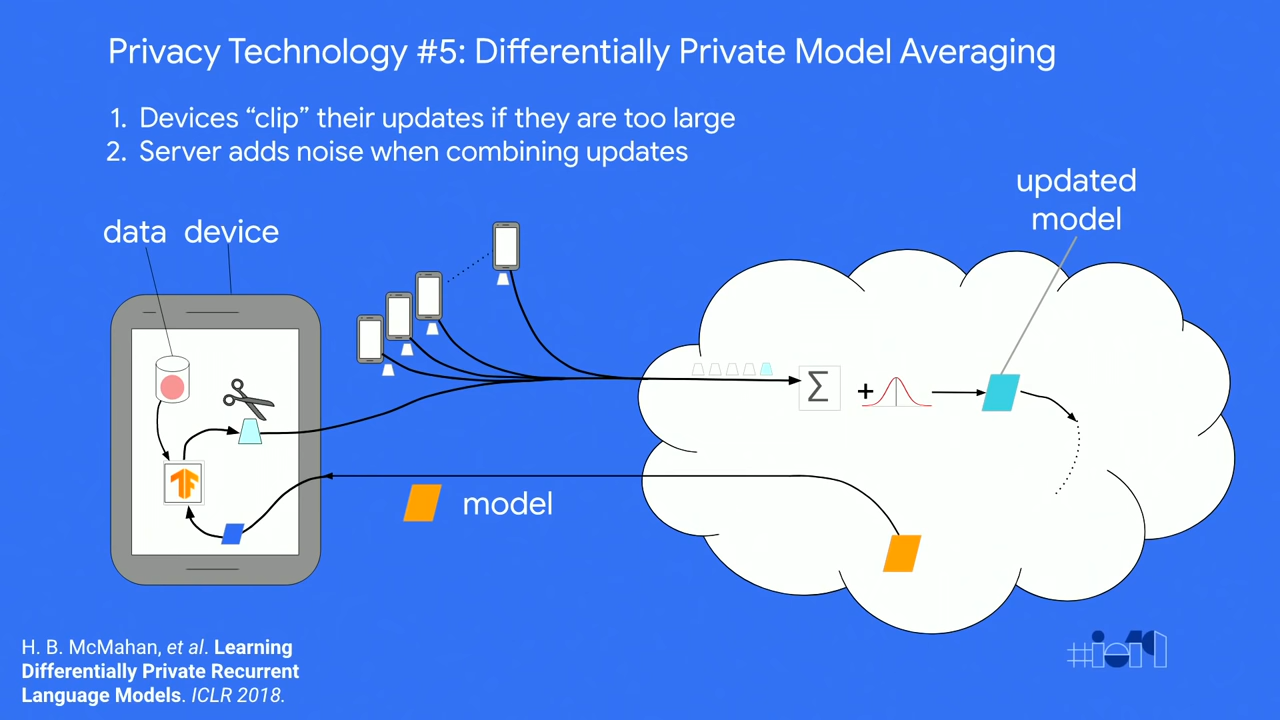 Privacy Technology #5: Differentially Private Model Averaging
1. Devices “clip” their updates if they are too large
2. Server adds noise when combining updates
updated
model
data device
Σ
+
TF
model
H. B. McMahan, et al. Learning
Differentially Private Recurrent
Language Models. ICLR 2018.
#io19